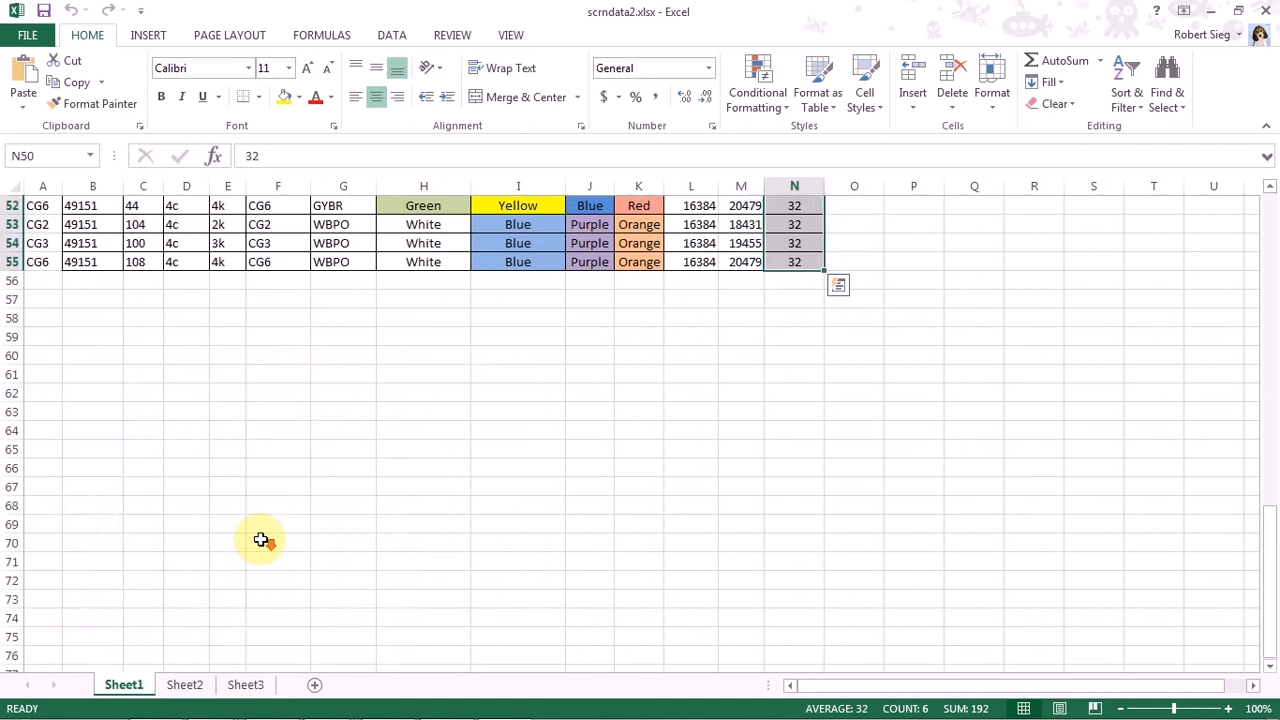 scrndata2.xlsx - Excel
FILE HOME INSERT PAGE LAYOUT FORMULAS DATA REVIEW VIEW Robert Sieg
Paste Cut Copy Format Painter Clipboard
Calibri 11 B I U A Font
Wrap Text Merge & Center Alignment
General $ % , Number
Conditional Formatting Format as Table Cell Styles Styles
Insert Delete Format Cells
AutoSum Fill Clear Sort & Filter Find & Select Editing
N50 fx 32
A B C D E F G H I J K L M N O P Q R S T U
52 CG6 49151 44 4c 4k CG6 GYBR Green Yellow Blue Red 16384 20479 32
53 CG2 49151 104 4c 2k CG2 WBPO White Blue Purple Orange 16384 18431 32
54 CG3 49151 100 4c 3k CG3 WBPO White Blue Purple Orange 16384 19455 32
55 CG6 49151 108 4c 4k CG6 WBPO White Blue Purple Orange 16384 20479 32
56
57
58
59
60
61
62
63
64
65
66
67
68
69
70
71
72
73
74
75
76
Sheet1 Sheet2 Sheet3
READY AVERAGE: 32 COUNT: 6 SUM: 192 100%